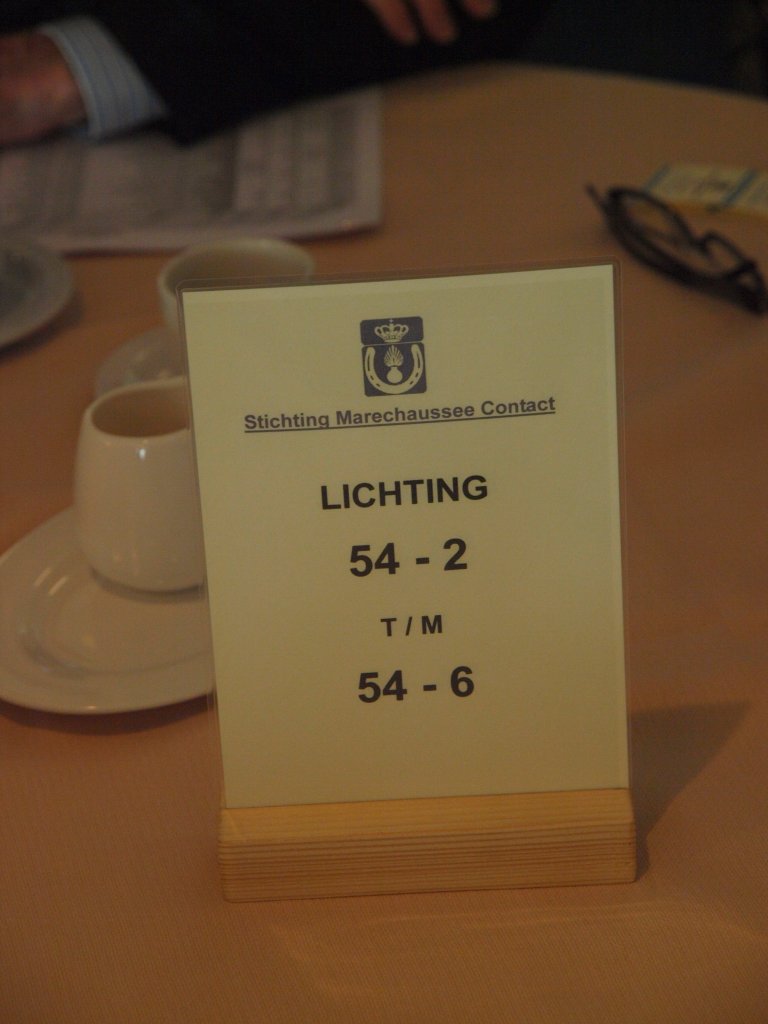 Stichting Marechaussee Contact
LICHTING
54 - 2
T / M
54 - 6